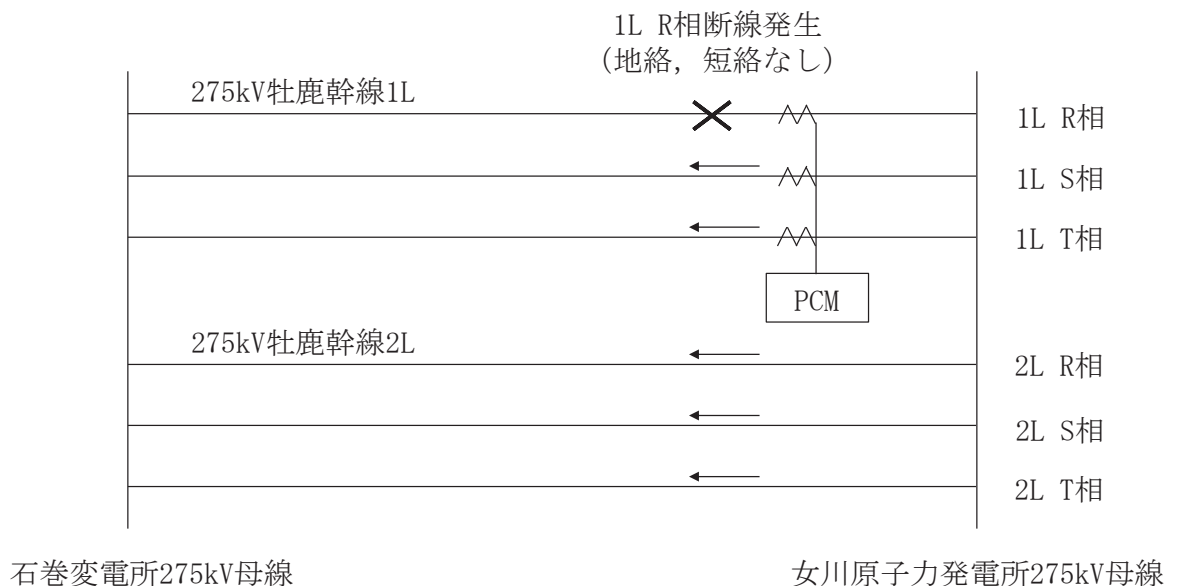 1L R相断線発生
(地絡，短絡なし)
275kV牡鹿幹線1L
1L R相
1L S相
1L T相
PCM
275kV牡鹿幹線2L
2L R相
2L S相
2L T相
石巻変電所275kV母線
女川原子力発電所275kV母線